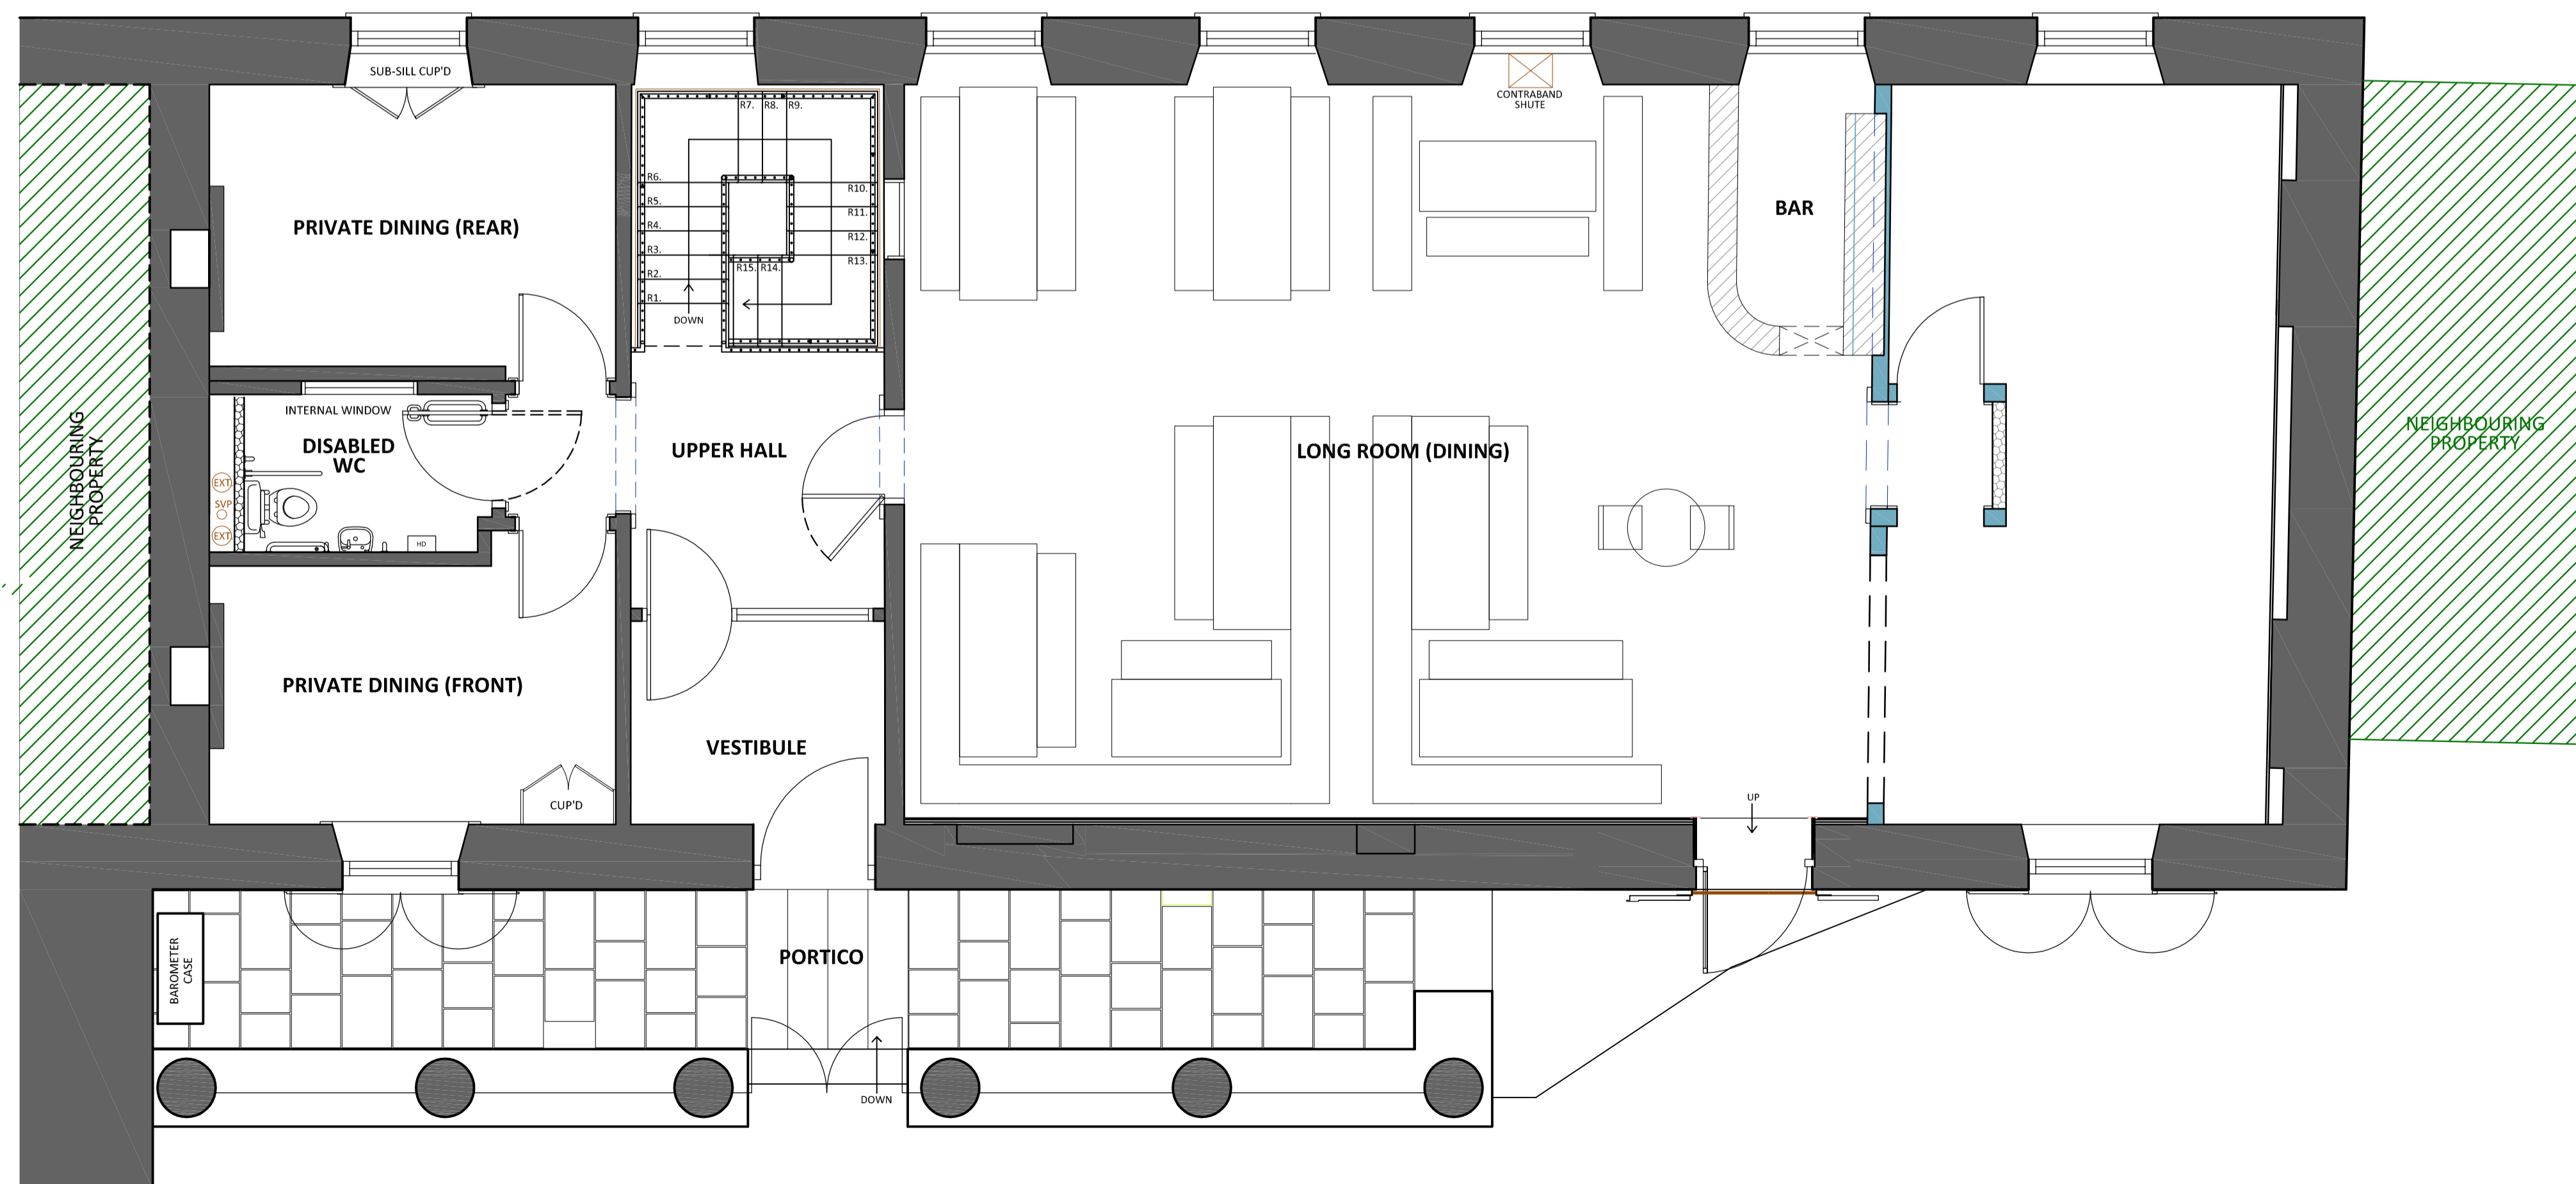 SUB-SILL CUP'D
R7.
R8.
R9.
CONTRABAND
SHUTE
PRIVATE DINING (REAR)
R6.
R5.
R4.
R3.
R2.
R1.
R10.
R11.
R12.
R13.
R15.
R14.
DOWN
BAR
INTERNAL WINDOW
DISABLED
WC
EXT.
SVP
EXT.
HD
UPPER HALL
LONG ROOM (DINING)
NEIGHBOURING
PROPERTY
NEIGHBOURING
PROPERTY
PRIVATE DINING (FRONT)
VESTIBULE
CUP'D
UP
BAROMETER
CASE
PORTICO
DOWN